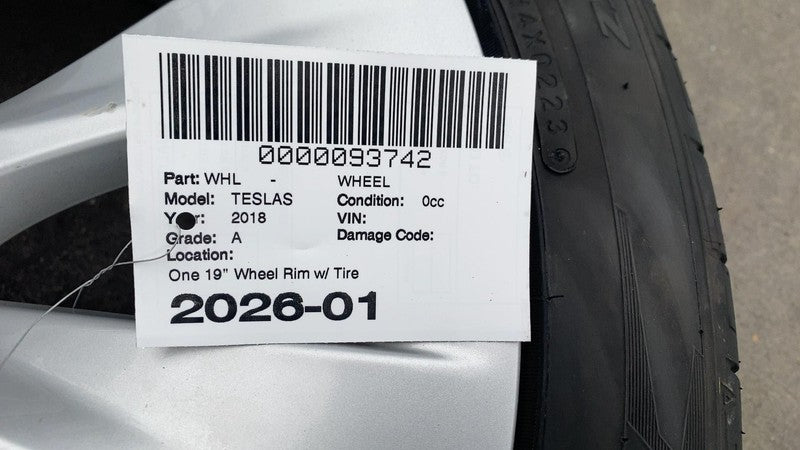 0000093742
Part: WHL - WHEEL
Model: TESLAS Condition: 0cc
Year: 2018 VIN:
Grade: A Damage Code:
Location:
One 19" Wheel Rim w/ Tire
2026-01
0223